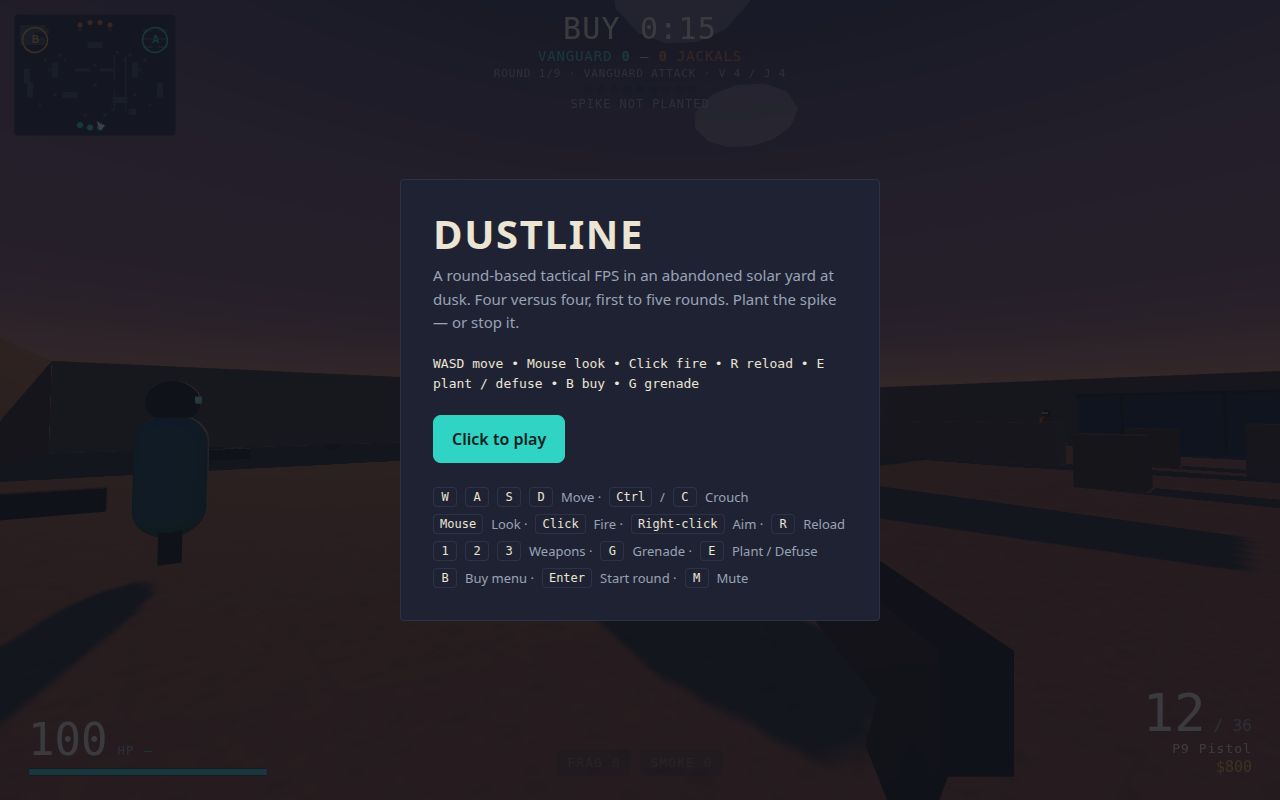 B
A
BUY 0:15
VANGUARD 0 — 0 JACKALS
ROUND 1/9 · VANGUARD ATTACK · V 4 / J 4
SPIKE NOT PLANTED
DUSTLINE
A round-based tactical FPS in an abandoned solar yard at
dusk. Four versus four, first to five rounds. Plant the spike
— or stop it.
WASD move • Mouse look • Click fire • R reload • E
plant / defuse • B buy • G grenade
Click to play
W A S D Move · Ctrl / C Crouch
Mouse Look · Click Fire · Right-click Aim · R Reload
1 2 3 Weapons · G Grenade · E Plant / Defuse
B Buy menu · Enter Start round · M Mute
100 HP —
FRAG 0 SMOKE 0
12 / 36
P9 Pistol
$800